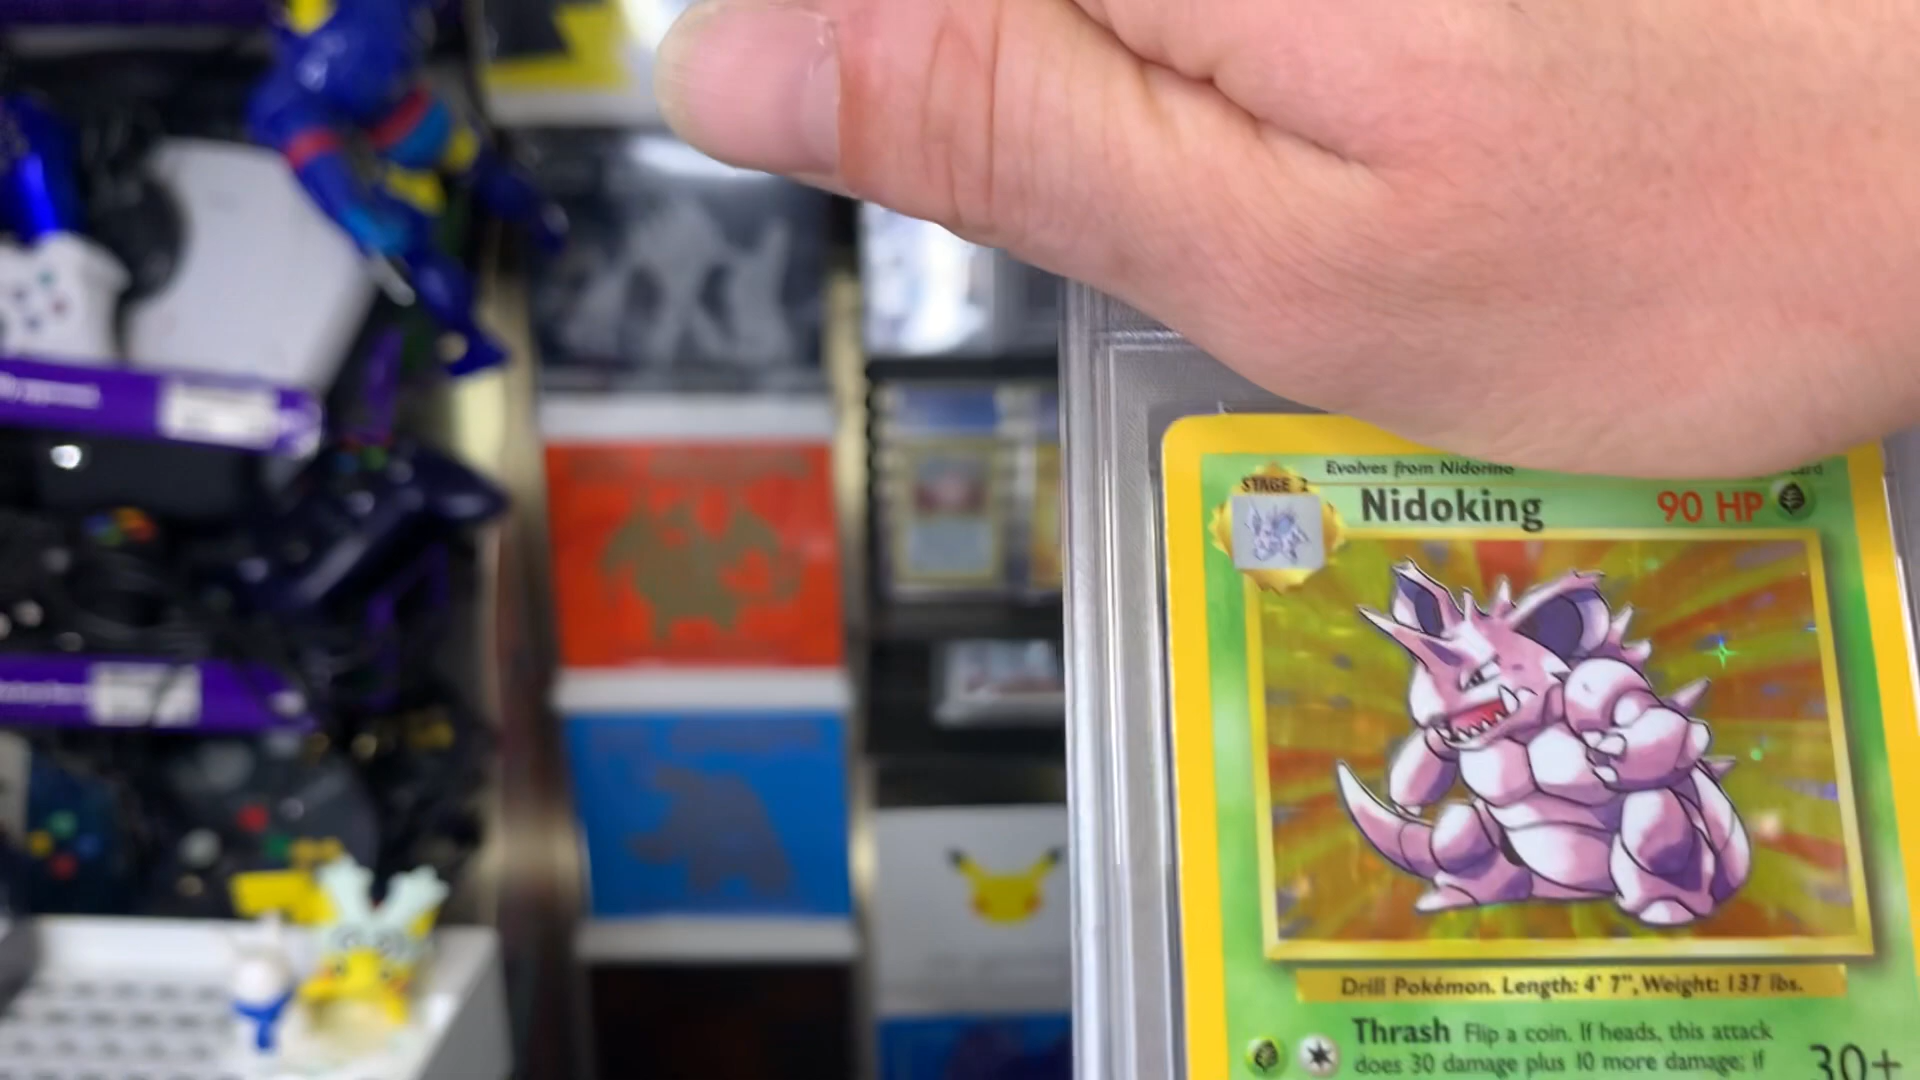 Evolves from Nidorino
STAGE 2
Nidoking 90 HP
Drill Pokémon. Length: 4' 7", Weight: 137 lbs.
Thrash Flip a coin. If heads, this attack
does 30 damage plus 10 more damage; if
30+